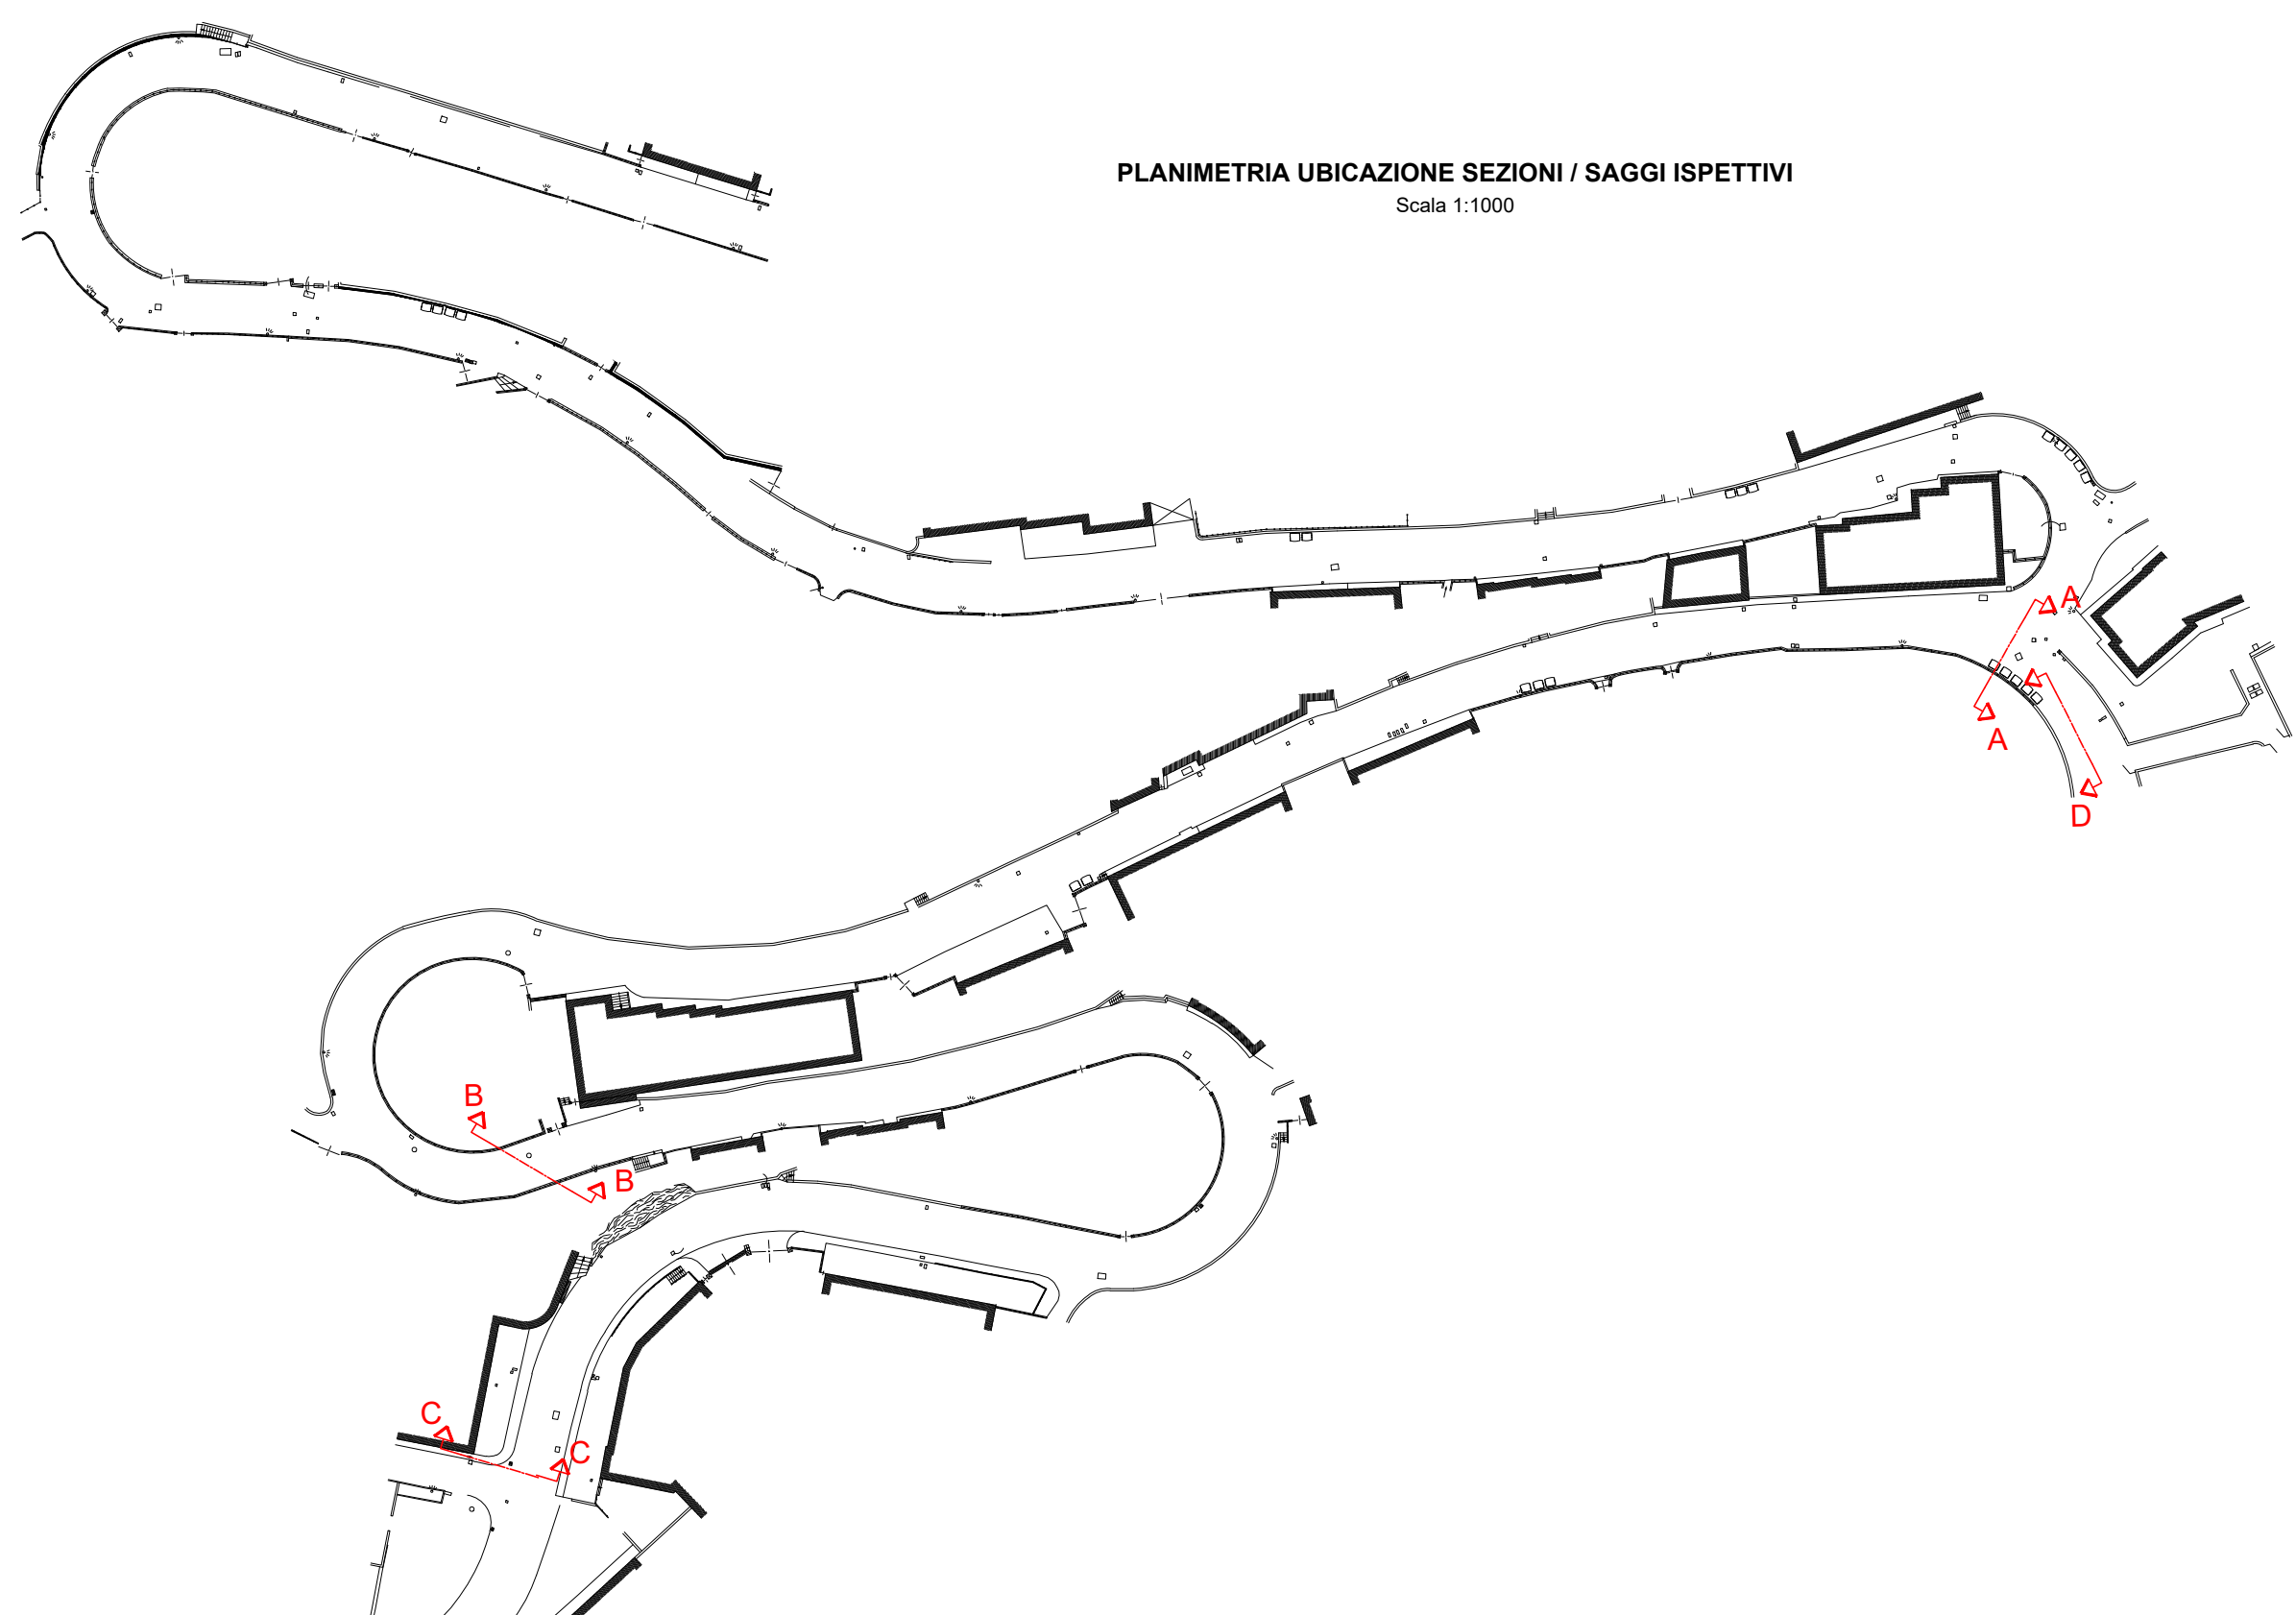 PLANIMETRIA UBICAZIONE SEZIONI / SAGGI ISPETTIVI
Scala 1:1000
A
A
D
B
B
C
C